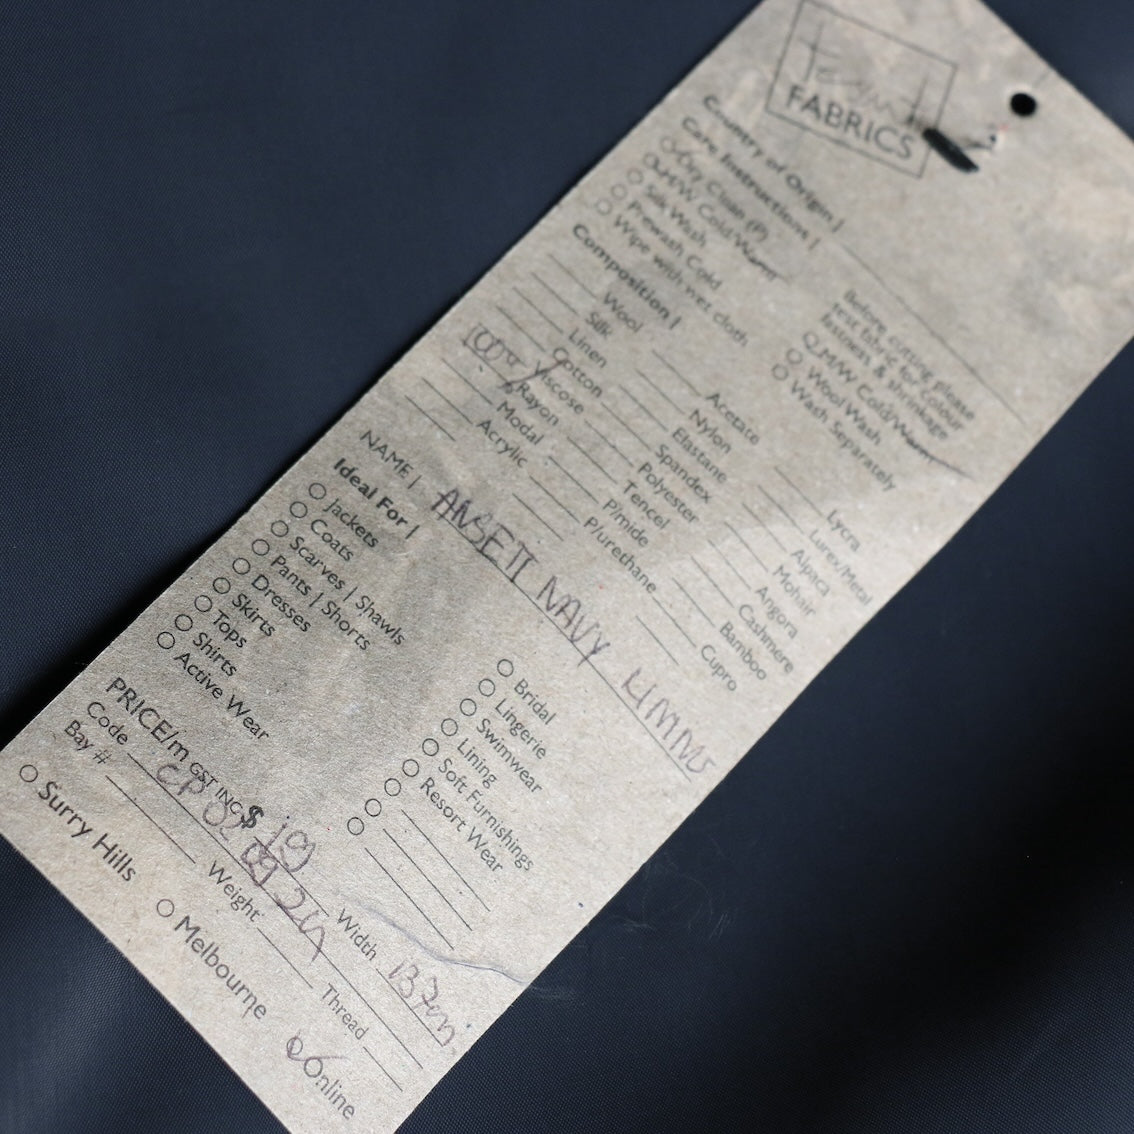 FABRICS
Country of Origin |
Care Instructions |
Dry Clean (P)
H/W Cold/Warm
Silk Wash
Prewash Cold
Wipe with wet cloth
Before cutting please
test fabric for colour
fastness & shrinkage
M/W Cold/Warm
Wool Wash
Wash Separately
Composition |
Wool
Silk
Linen
Cotton
100% Viscose
Rayon
Modal
Acrylic
Acetate
Nylon
Elastane
Spandex
Polyester
Tencel
P/mide
P/urethane
Lycra
Lurex/Metal
Alpaca
Mohair
Angora
Cashmere
Bamboo
Cupro
NAME | ANSETT NAVY LINING
Ideal For |
Jackets
Coats
Scarves | Shawls
Pants | Shorts
Dresses
Skirts
Tops
Shirts
Active Wear
Bridal
Lingerie
Swimwear
Lining
Soft Furnishings
Resort Wear
PRICE/m GST INC. $ 19 Width 137cm
Code
Bay # Weight Thread
Surry Hills Melbourne Online